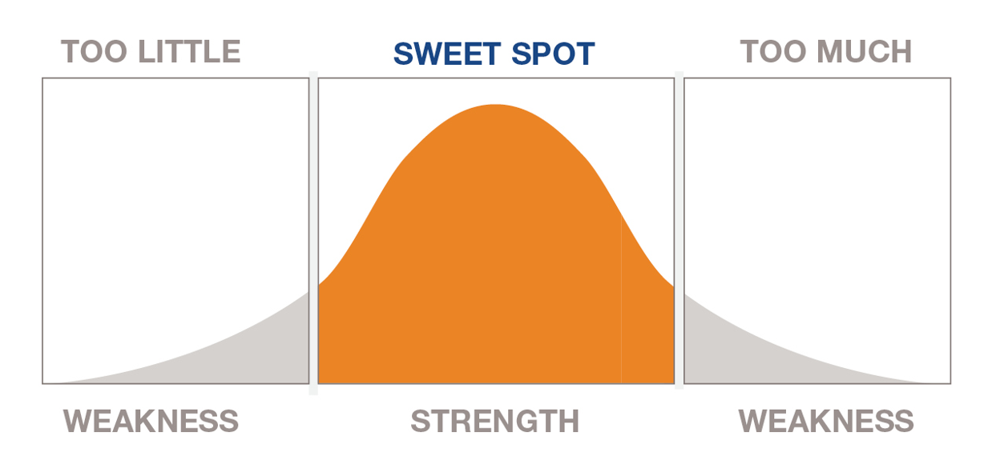 TOO LITTLE
SWEET SPOT
TOO MUCH
WEAKNESS
STRENGTH
WEAKNESS